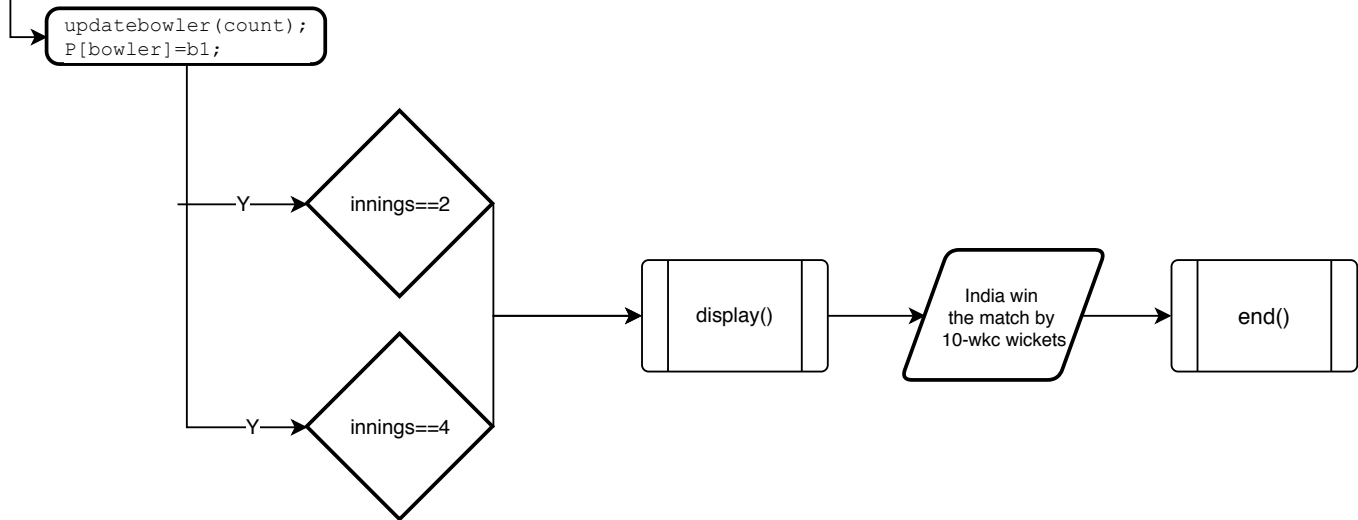 updatebowler(count);
P[bowler]=b1;
Y
innings==2
Y
innings==4
display()
India win
the match by
10-wkc wickets
end()